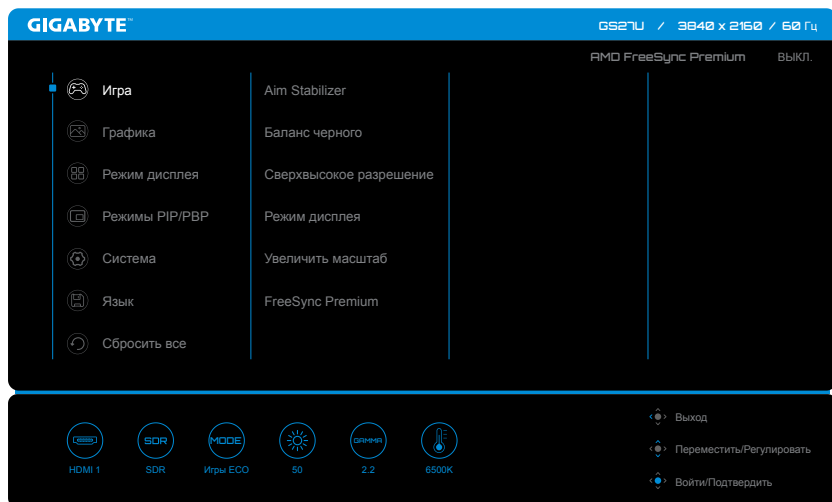 GIGABYTE™
GS27U / 3840 x 2160 / 60 Гц
AMD FreeSync Premium ВЫКЛ.
Игра
Графика
Режим дисплея
Режимы PIP/PBP
Система
Язык
Сбросить все
Aim Stabilizer
Баланс черного
Сверхвысокое разрешение
Режим дисплея
Увеличить масштаб
FreeSync Premium
SDR
MODE
GAMMA
HDMI 1
SDR
Игры ECO
50
2.2
6500K
Выход
Переместить/Регулировать
Войти/Подтвердить